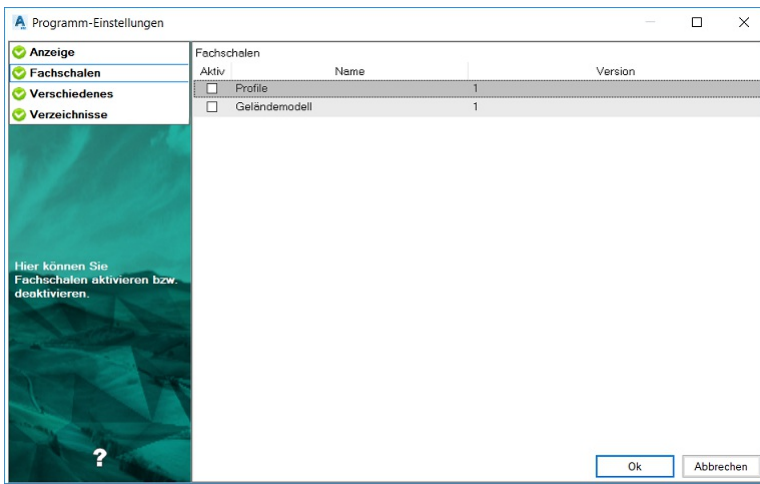 Programm-Einstellungen
Anzeige
Fachschalen
Verschiedenes
Verzeichnisse
Hier können Sie
Fachschalen aktivieren bzw.
deaktivieren.
?
Fachschalen
Aktiv Name Version
Profile 1
Geländemodell 1
Ok Abbrechen